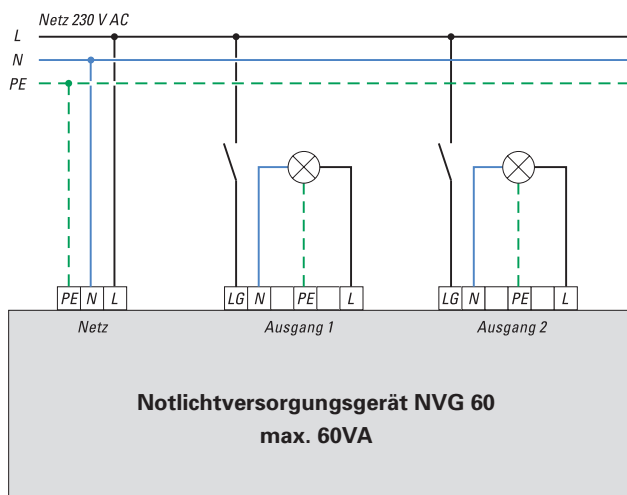 Netz 230 V AC
L
N
PE
PE N L
LG N PE L
LG N PE L
Netz
Ausgang 1
Ausgang 2
Notlichtversorgungsgerät NVG 60
max. 60VA